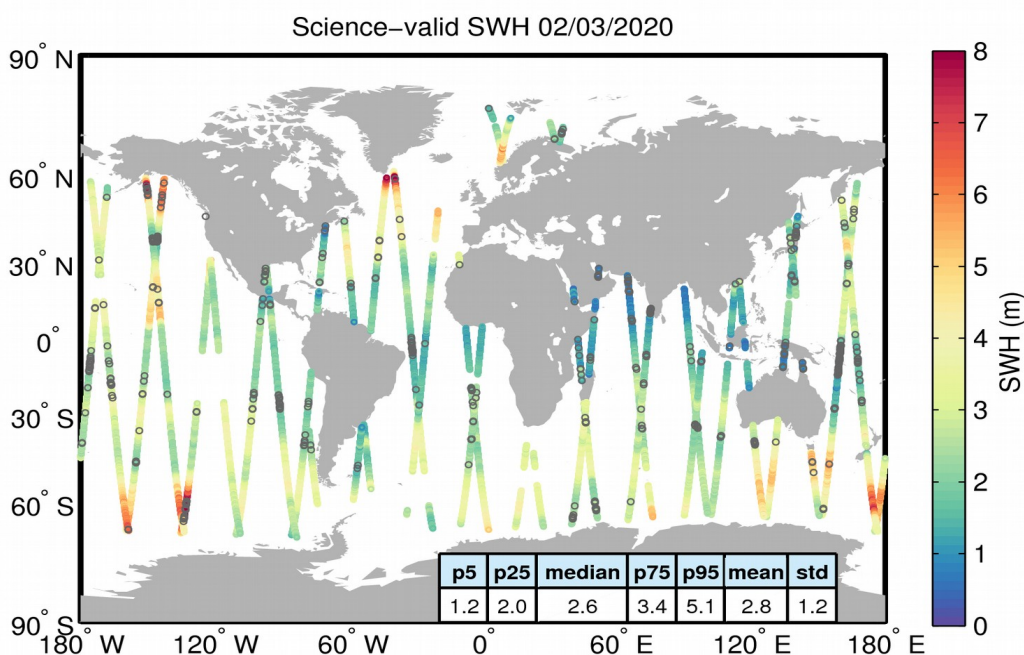 Science−valid SWH 02/03/2020
90° N
60° N
30° N
0°
30° S
60° S
90° S
180° W 120° W 60° W 0° 60° E 120° E 180° E
8
7
6
5
4
3
2
1
0
SWH (m)
p5 p25 median p75 p95 mean std
1.2 2.0 2.6 3.4 5.1 2.8 1.2